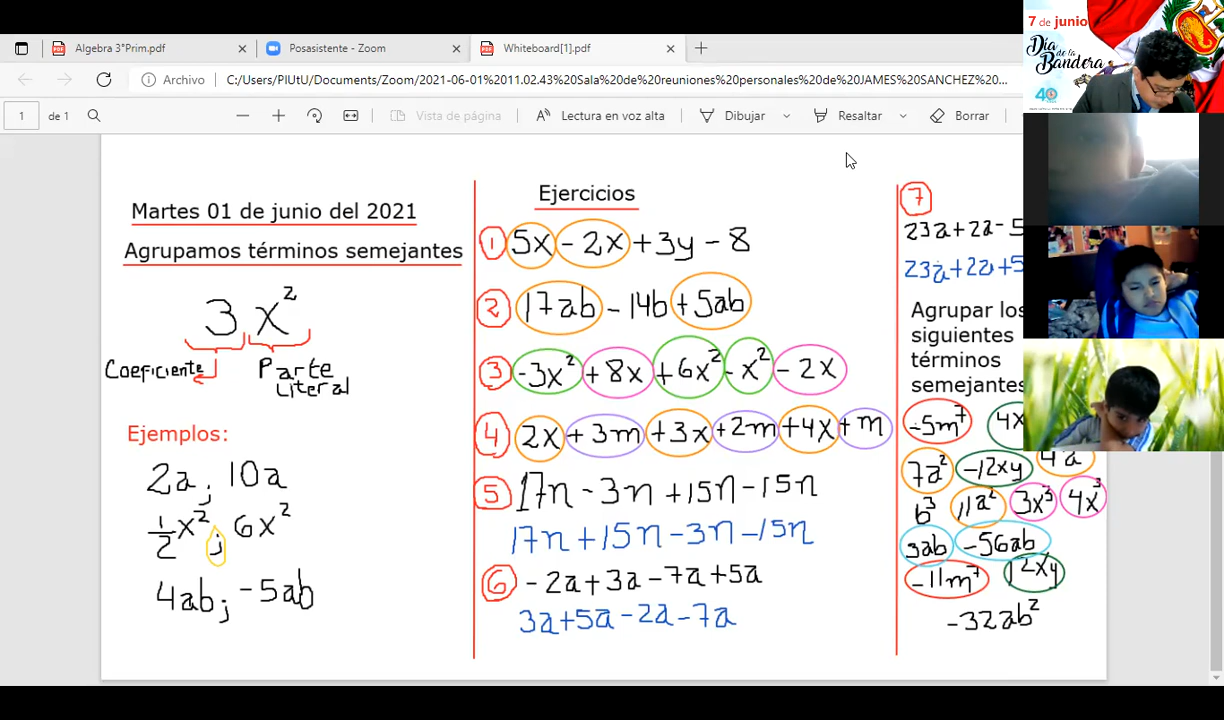 7 de junio
Día de la Bandera
40
Algebra 3°Prim.pdf
Posasistente - Zoom
Whiteboard[1].pdf
Archivo
C:/Users/PIUtU/Documents/Zoom/2021-06-01%2011.02.43%20Sala%20de%20reuniones%20personales%20de%20JAMES%20SANCHEZ%20...
1 de 1
Vista de página
Lectura en voz alta
Dibujar
Resaltar
Borrar
Martes 01 de junio del 2021
Agrupamos términos semejantes
3x²
Coeficiente
Parte
Literal
Ejemplos:
2a; 10a
½x²; 6x²
4ab; -5ab
Ejercicios
1 5x - 2x + 3y - 8
2 17ab - 14b + 5ab
3 -3x² + 8x + 6x² - x² - 2x
4 2x + 3m + 3x + 2m + 4x + m
5 17n - 3n + 15n - 15n
17n + 15n - 3n - 15n
6 -2a + 3a - 7a + 5a
3a + 5a - 2a - 7a
7
23a + 2a - 5
23a + 2a + 5
Agrupar los
siguientes
términos
semejantes
-5m⁷ 4x
7a² -12xy 4a
b³ 11a² 3x³ 4x³
3ab -56ab
-11m⁷ 12xy
-32ab²